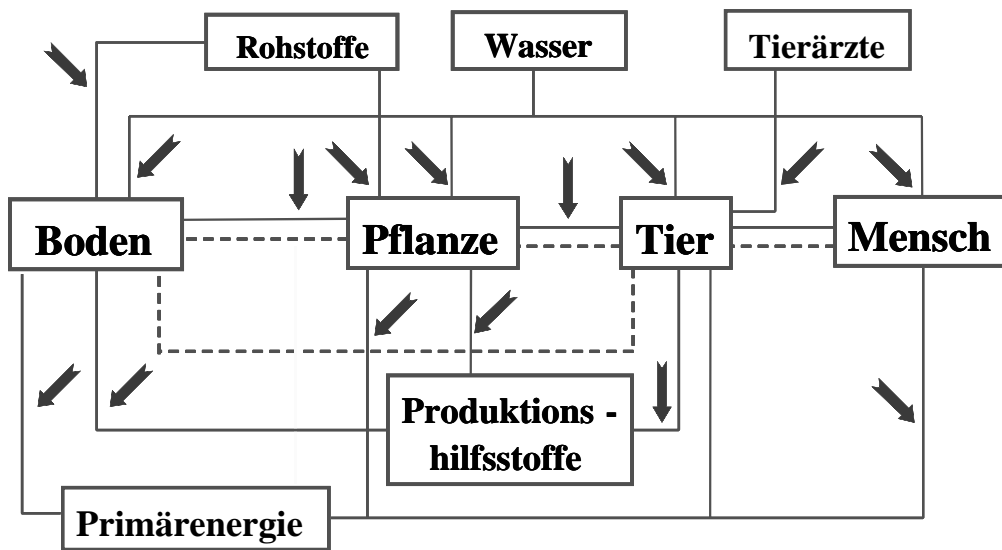 Rohstoffe
Wasser
Tierärzte
Boden
Pflanze
Tier
Mensch
Produktions -
hilfsstoffe
Primärenergie